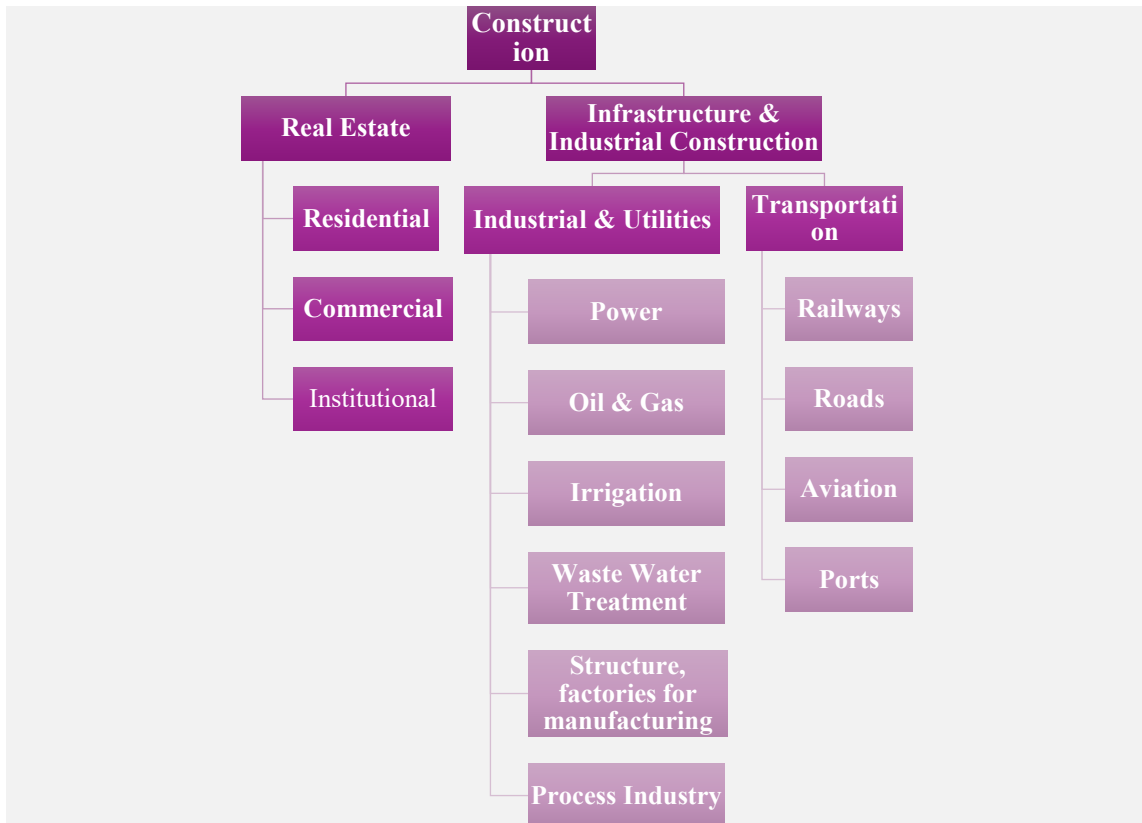 Construct
ion
Real Estate
Infrastructure &
Industrial Construction
Residential
Commercial
Institutional
Industrial & Utilities
Power
Oil & Gas
Irrigation
Waste Water
Treatment
Structure,
factories for
manufacturing
Process Industry
Transportati
on
Railways
Roads
Aviation
Ports